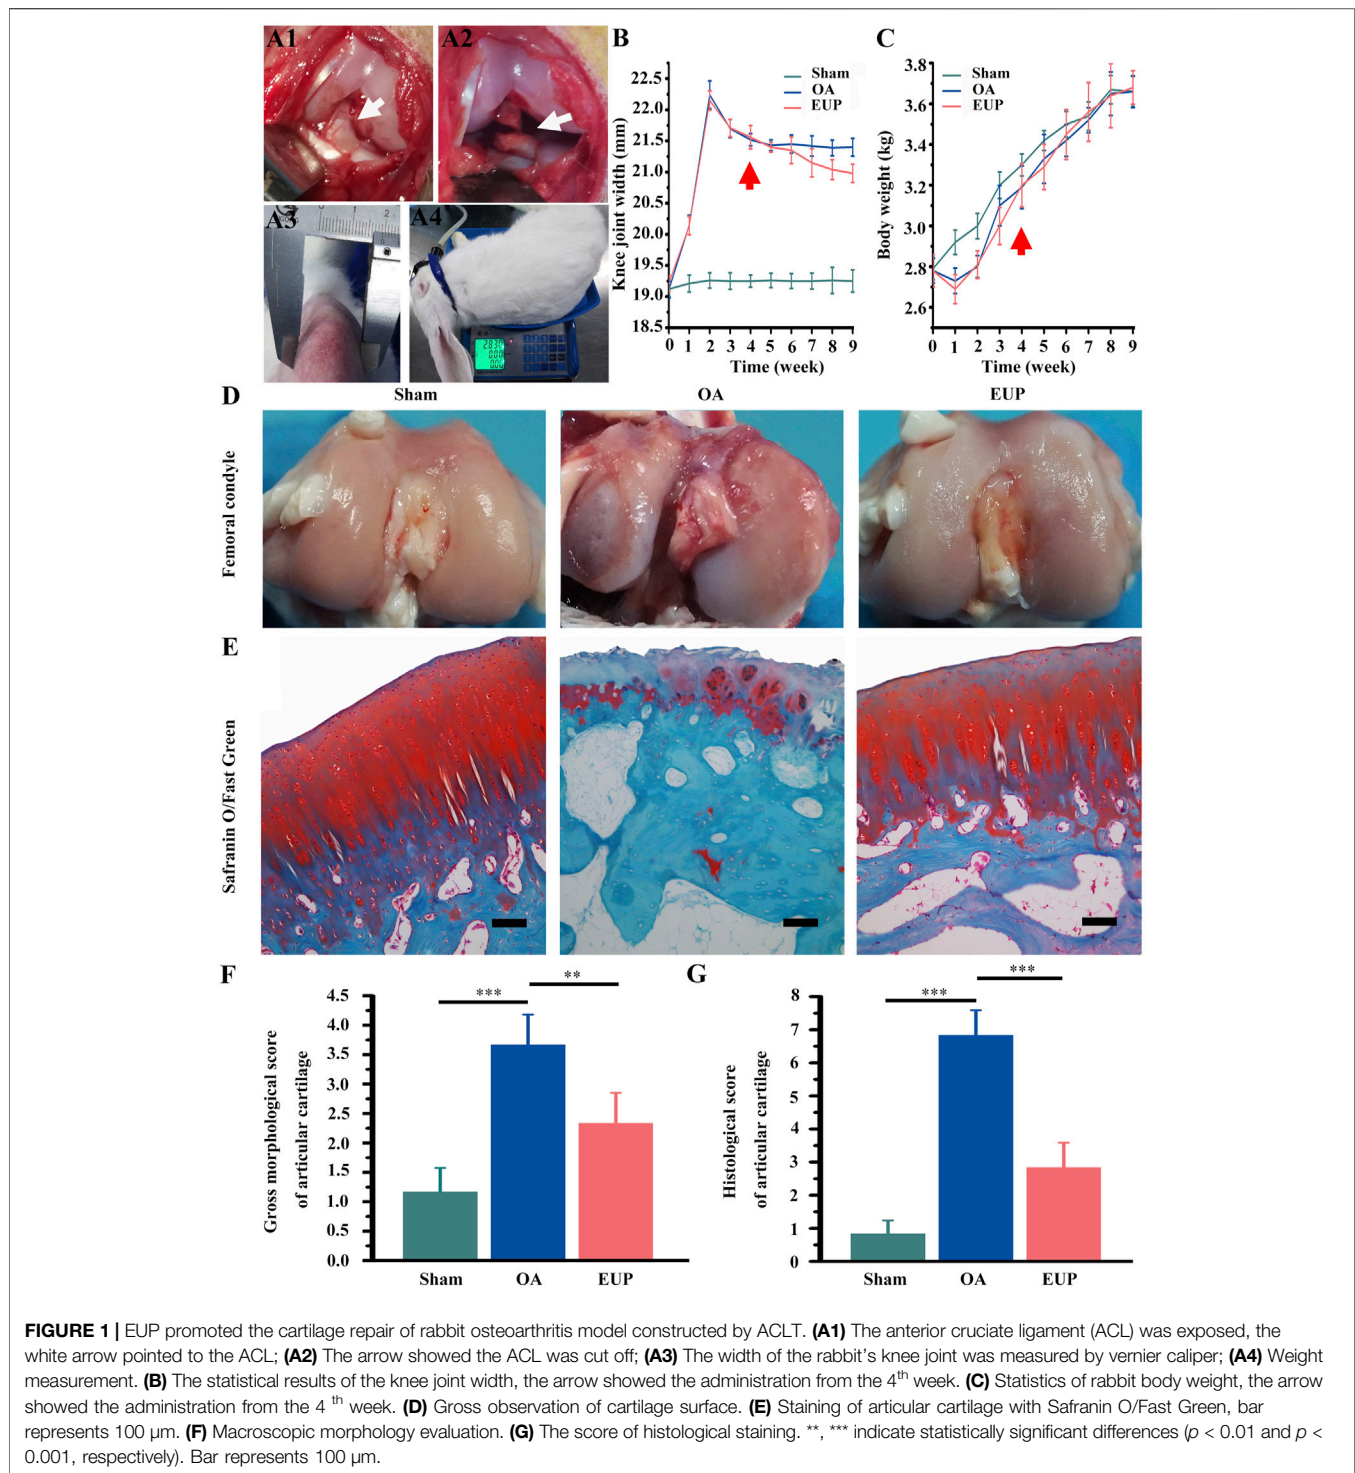 A1
A2
A3
0 1 2
A4
2.830
0.00
0.00
B
Sham
OA
EUP
Knee joint width (mm)
22.5
22.0
21.5
21.0
20.5
20.0
19.5
19.0
18.5
0 1 2 3 4 5 6 7 8 9
Time (week)
C
Sham
OA
EUP
Body weight (kg)
3.8
3.6
3.4
3.2
3.0
2.8
2.6
0 1 2 3 4 5 6 7 8 9
Time (week)
D
Sham OA EUP
Femoral condyle
E
Safranin O/Fast Green
F
Gross morphological score
of articular cartilage
4.5
4.0
3.5
3.0
2.5
2.0
1.5
1.0
0.5
0.0
*** **
Sham OA EUP
G
Histological score
of articular cartilage
8
7
6
5
4
3
2
1
0
*** ***
Sham OA EUP
FIGURE 1 | EUP promoted the cartilage repair of rabbit osteoarthritis model constructed by ACLT. (A1) The anterior cruciate ligament (ACL) was exposed, the
white arrow pointed to the ACL; (A2) The arrow showed the ACL was cut off; (A3) The width of the rabbit's knee joint was measured by vernier caliper; (A4) Weight
measurement. (B) The statistical results of the knee joint width, the arrow showed the administration from the 4th week. (C) Statistics of rabbit body weight, the arrow
showed the administration from the 4 th week. (D) Gross observation of cartilage surface. (E) Staining of articular cartilage with Safranin O/Fast Green, bar
represents 100 μm. (F) Macroscopic morphology evaluation. (G) The score of histological staining. **, *** indicate statistically significant differences (p < 0.01 and p <
0.001, respectively). Bar represents 100 μm.